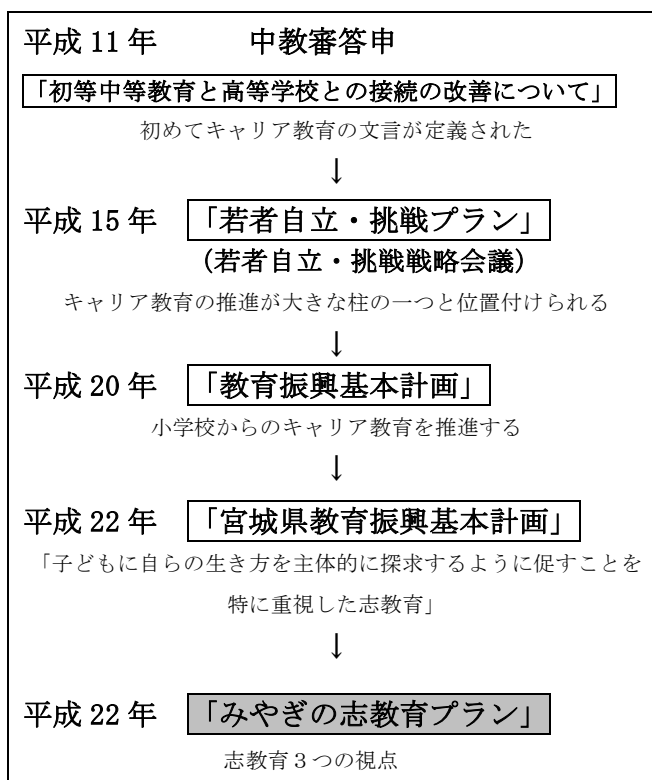 平成 11 年 中教審答申
「初等中等教育と高等学校との接続の改善について」
初めてキャリア教育の文言が定義された
↓
平成 15 年 「若者自立・挑戦プラン」
（若者自立・挑戦戦略会議）
キャリア教育の推進が大きな柱の一つと位置付けられる
↓
平成 20 年 「教育振興基本計画」
小学校からのキャリア教育を推進する
↓
平成 22 年 「宮城県教育振興基本計画」
「子どもに自らの生き方を主体的に探求するように促すことを
特に重視した志教育」
↓
平成 22 年 「みやぎの志教育プラン」
志教育３つの視点